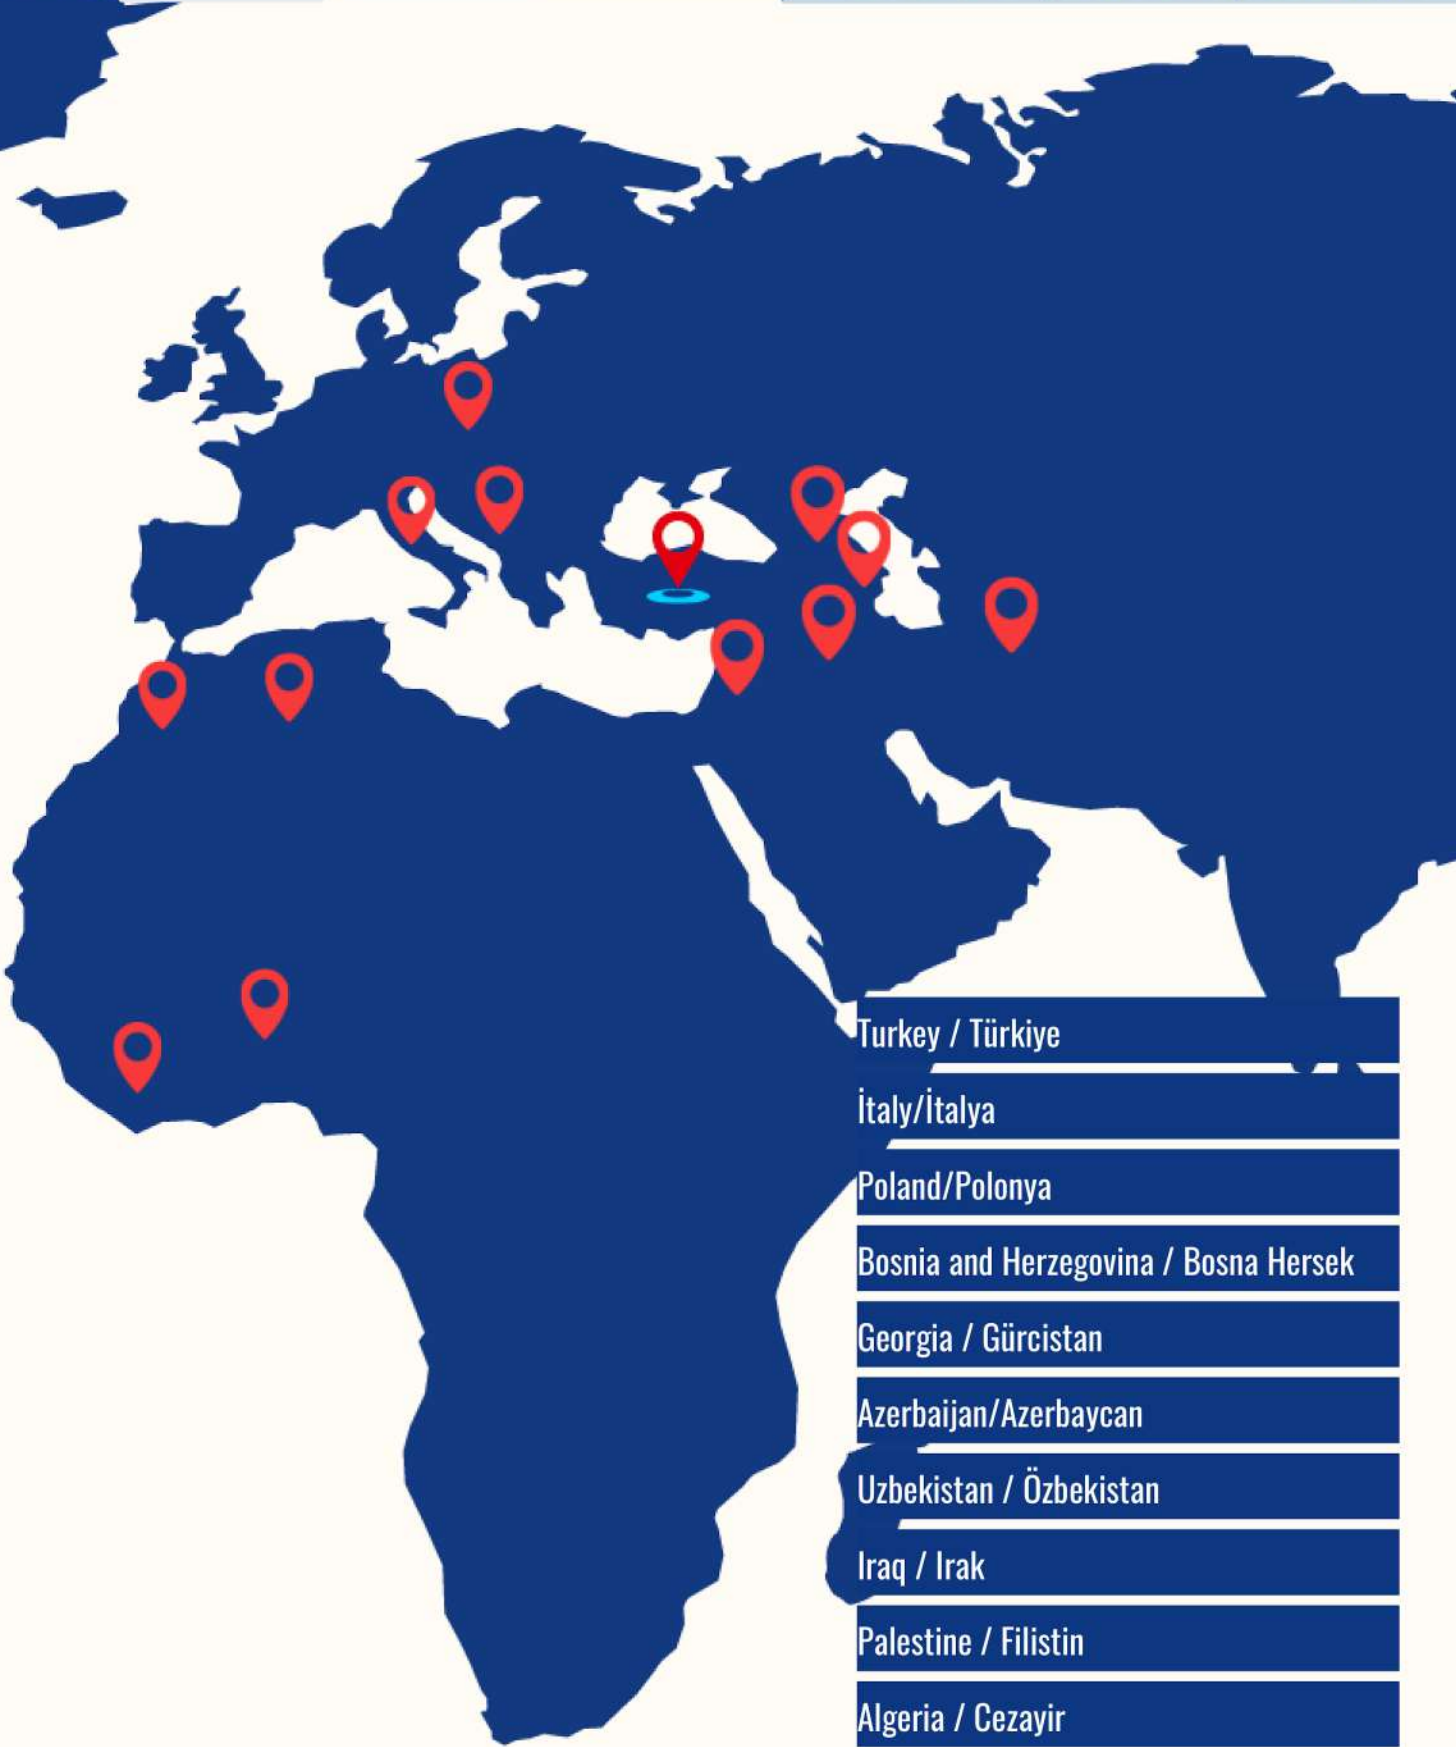 Turkey / Türkiye
İtaly/İtalya
Poland/Polonya
Bosnia and Herzegovina / Bosna Hersek
Georgia / Gürcistan
Azerbaijan/Azerbaycan
Uzbekistan / Özbekistan
Iraq / Irak
Palestine / Filistin
Algeria / Cezayir